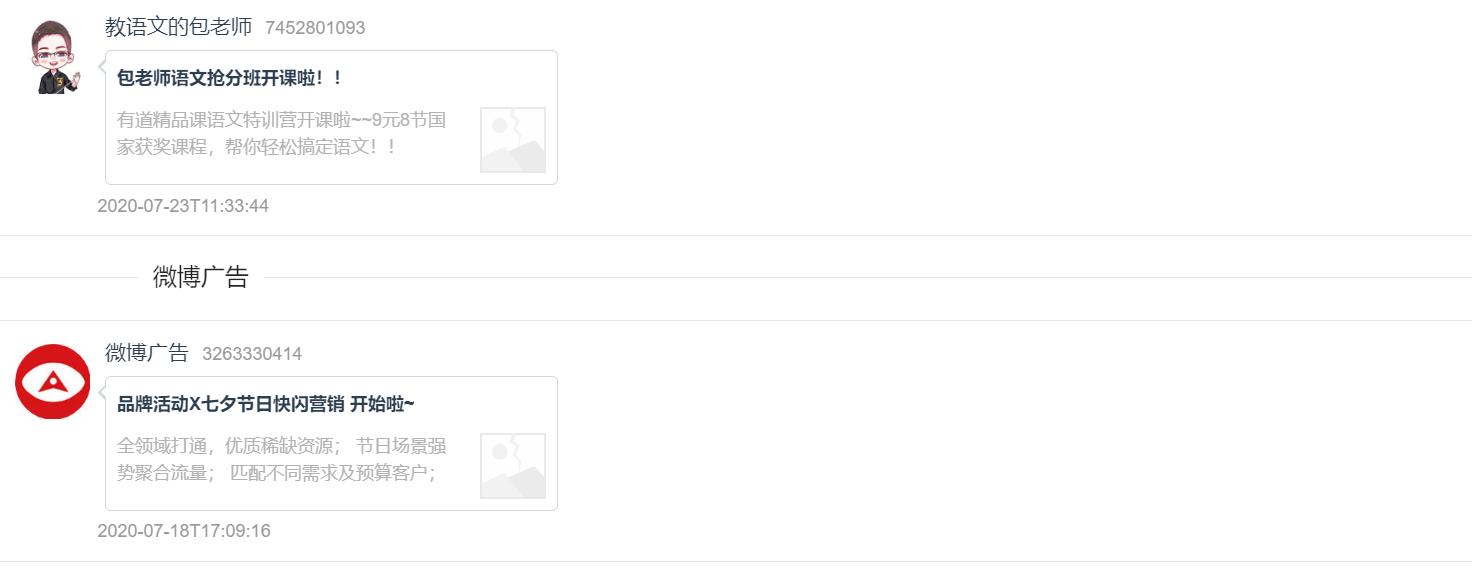 教语文的包老师 7452801093
包老师语文抢分班开课啦！！
有道精品课语文特训营开课啦~~9元8节国
家获奖课程，帮你轻松搞定语文！！
2020-07-23T11:33:44
微博广告
微博广告 3263330414
品牌活动X七夕节日快闪营销 开始啦~
全领域打通，优质稀缺资源； 节日场景强
势聚合流量； 匹配不同需求及预算客户；
2020-07-18T17:09:16